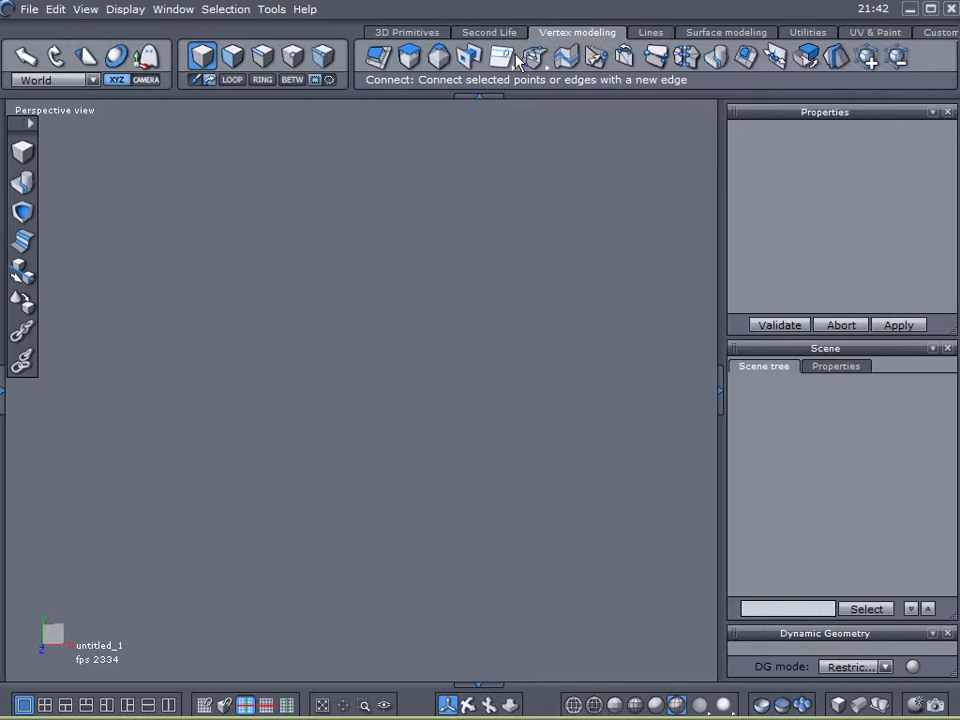 File Edit View Display Window Selection Tools Help 21:42
3D Primitives Second Life Vertex modeling Lines Surface modeling Utilities UV & Paint Custom
World XYZ CAMERA LOOP RING BETW Connect: Connect selected points or edges with a new edge
Perspective view
Properties
Validate Abort Apply
Scene
Scene tree Properties
Select
Dynamic Geometry
DG mode: Restric...
Y
X
Z
untitled_1
fps 2334